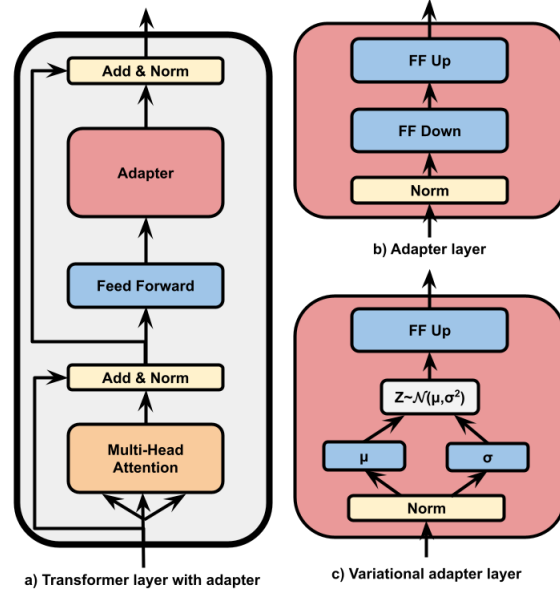 Add & Norm
Adapter
Feed Forward
Add & Norm
Multi-Head
Attention
a) Transformer layer with adapter
FF Up
FF Down
Norm
b) Adapter layer
FF Up
Z~𝒩(μ,σ²)
μ
σ
Norm
c) Variational adapter layer